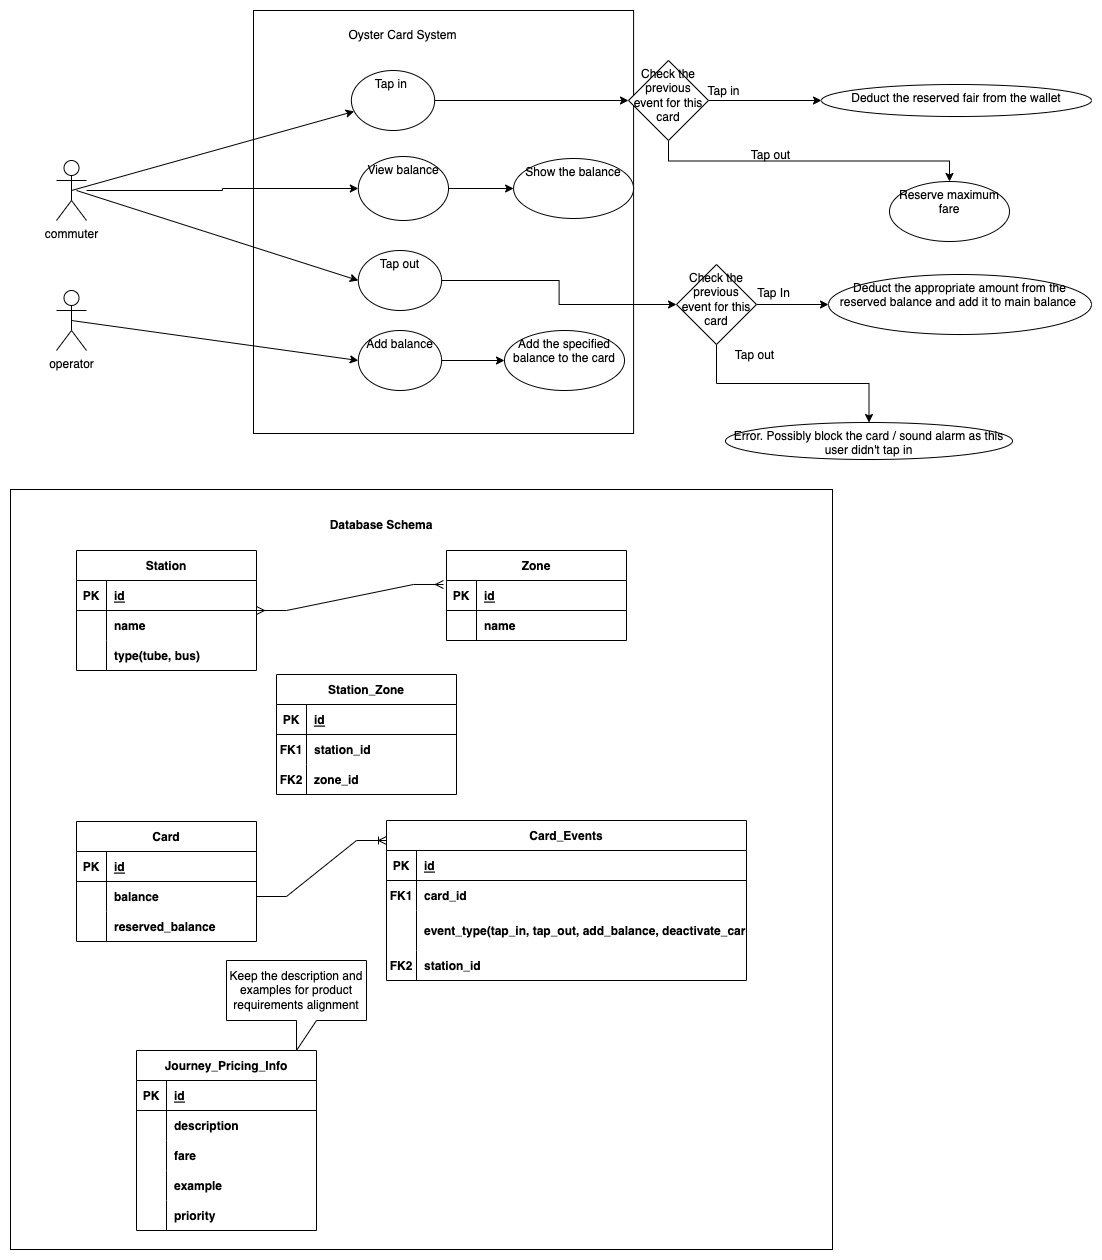 Oyster Card System
Tap in
Check the
previous
event for this
card
Tap in
Deduct the reserved fair from the wallet
Tap out
Reserve maximum
fare
View balance
Show the balance
commuter
Tap out
Check the
previous
event for this
card
Tap In
Deduct the appropriate amount from the
reserved balance and add it to main balance
Tap out
operator
Add balance
Add the specified
balance to the card
Error. Possibly block the card / sound alarm as this
user didn't tap in
Database Schema
Station
PK id
name
type(tube, bus)
Zone
PK id
name
Station_Zone
PK id
FK1 station_id
FK2 zone_id
Card
PK id
balance
reserved_balance
Card_Events
PK id
FK1 card_id
event_type(tap_in, tap_out, add_balance, deactivate_car
FK2 station_id
Keep the description and
examples for product
requirements alignment
Journey_Pricing_Info
PK id
description
fare
example
priority